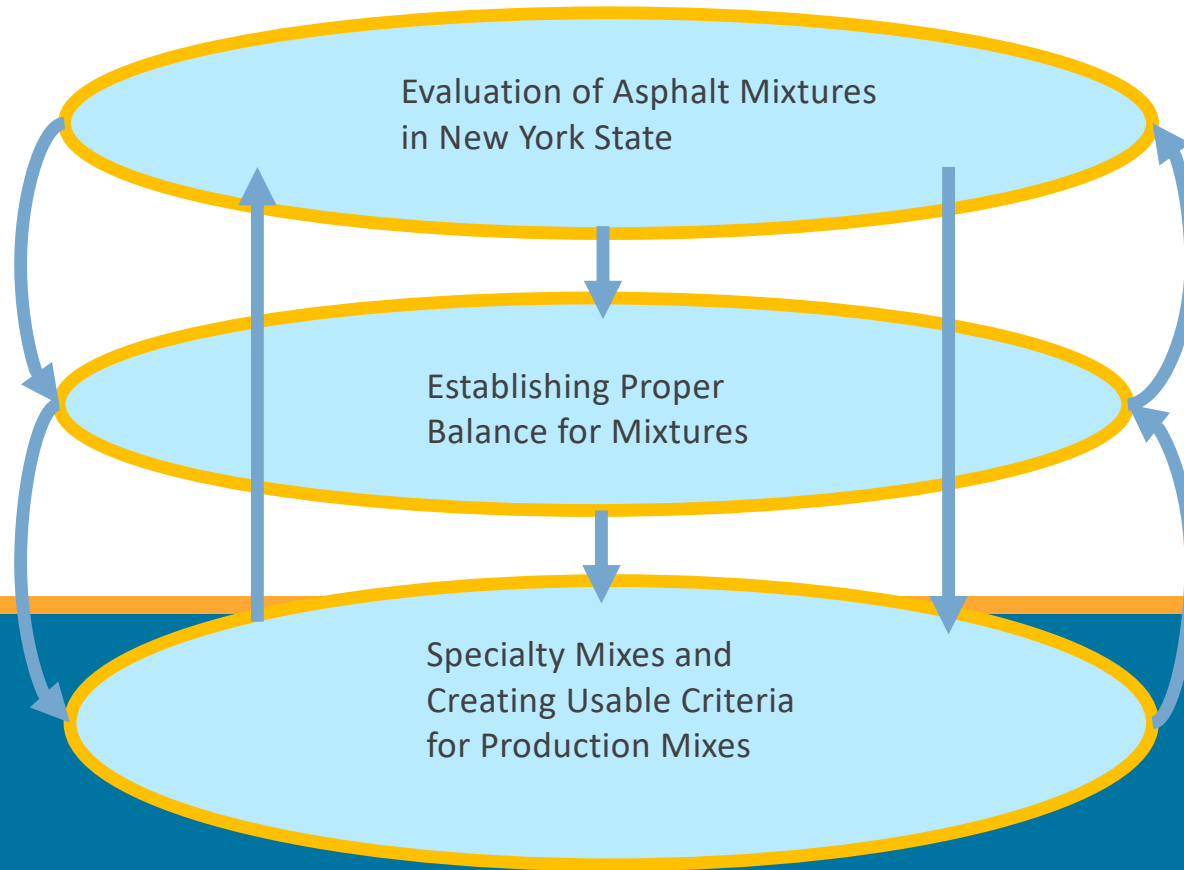 Evaluation of Asphalt Mixtures
in New York State
Establishing Proper
Balance for Mixtures
Specialty Mixes and
Creating Usable Criteria
for Production Mixes